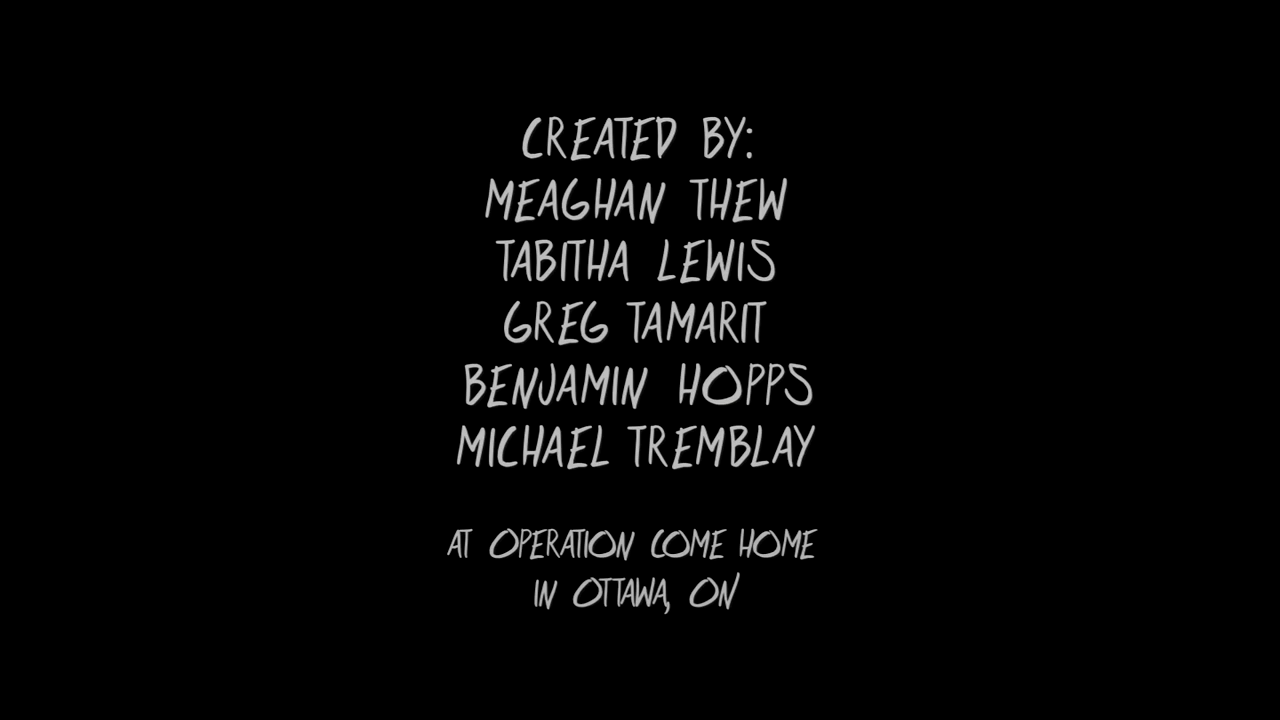 CREATED BY:
MEAGHAN THEW
TABITHA LEWIS
GREG TAMARIT
BENJAMIN HOPPS
MICHAEL TREMBLAY
AT OPERATION COME HOME
IN OTTAWA, ON